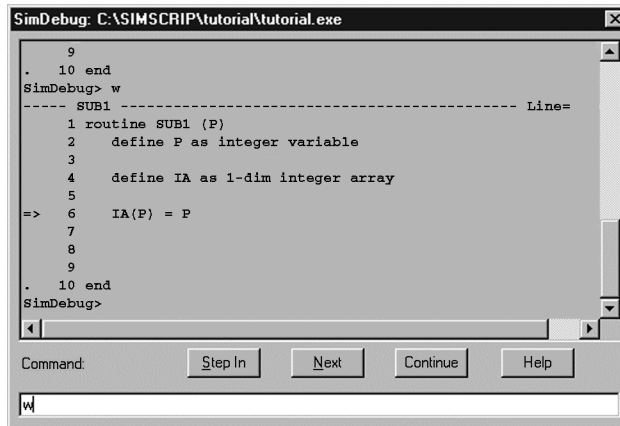 SimDebug: C:\SIMSCRIP\tutorial\tutorial.exe
9
. 10 end
SimDebug> w
----- SUB1 --------------------------------------------- Line=
1 routine SUB1 (P)
2 define P as integer variable
3
4 define IA as 1-dim integer array
5
=> 6 IA(P) = P
7
8
9
. 10 end
SimDebug>
Command: Step In Next Continue Help
w